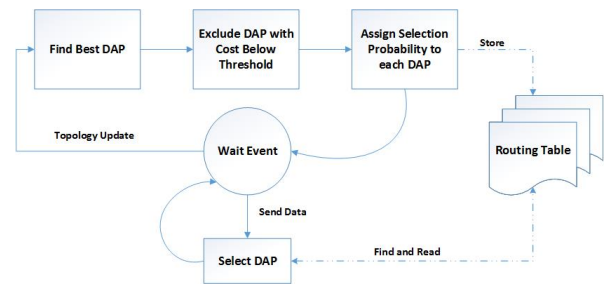 Find Best DAP
Exclude DAP with
Cost Below
Threshold
Assign Selection
Probability to
each DAP
Store
Topology Update
Wait Event
Routing Table
Send Data
Select DAP
Find and Read